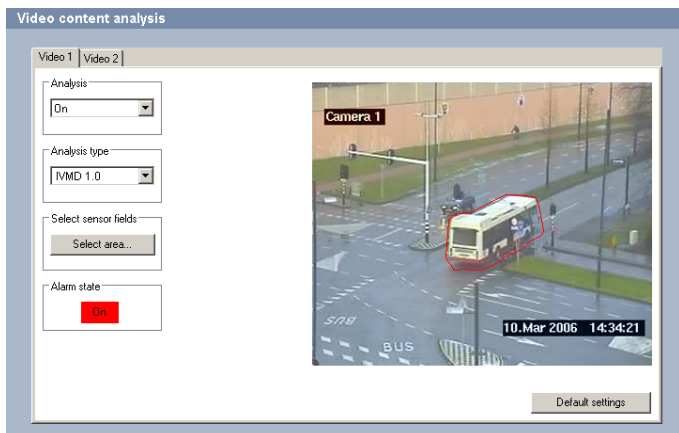 Video content analysis
Video 1 Video 2
Analysis
On
Analysis type
IVMD 1.0
Select sensor fields
Select area...
Alarm state
On
Camera 1
10.Mar 2006 14:34:21
BUS
BUS
Default settings